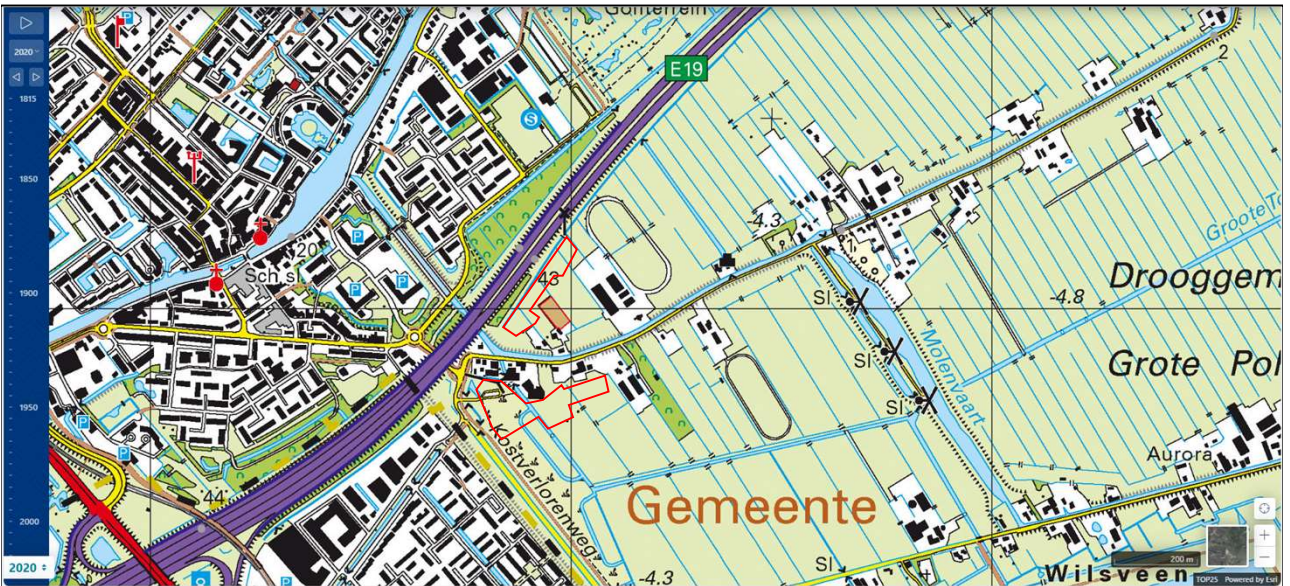 Golfterrein
E19
2
P
2020
1815
S
1850
-4.3
Groote To
20
Sch.sl
1
43
1900
Sl
-4.8
Drooggem
Molenvaart
Sl
Grote Pol
Sl
1950
Kostverlorenweg
Aurora
44
Gemeente
2000
200 m
2020
Sl
-4.3
Wilsveen
TOP25 Powered by Esri